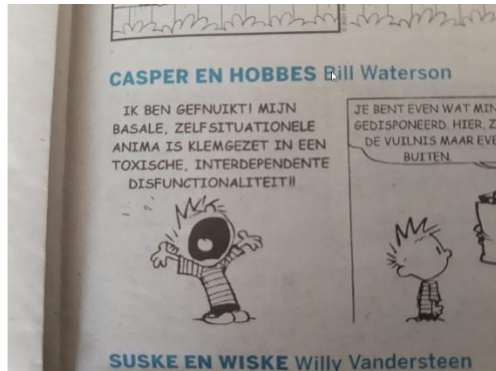 CASPER EN HOBBES Bill Waterson
IK BEN GEFNUIKT! MIJN
BASALE, ZELFSITUATIONELE
ANIMA IS KLEMGEZET IN EEN
TOXISCHE, INTERDEPENDENTE
DISFUNCTIONALITEIT!!
JE BENT EVEN WAT MIN
GEDISPONEERD. HIER, Z
DE VUILNIS MAAR EVE
BUITEN.
SUSKE EN WISKE Willy Vandersteen